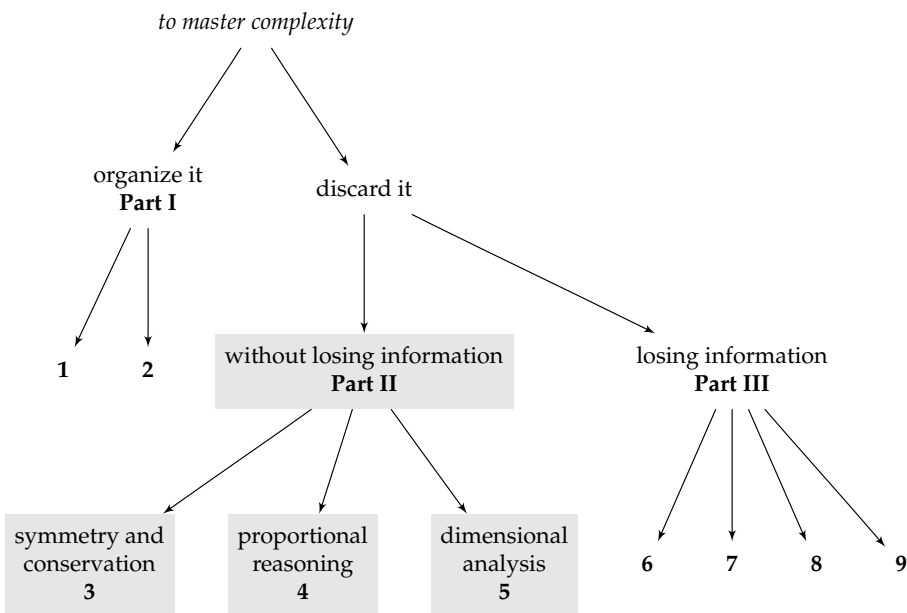 to master complexity
organize it
Part I
discard it
1
2
without losing information
Part II
losing information
Part III
symmetry and
conservation
3
proportional
reasoning
4
dimensional
analysis
5
6
7
8
9